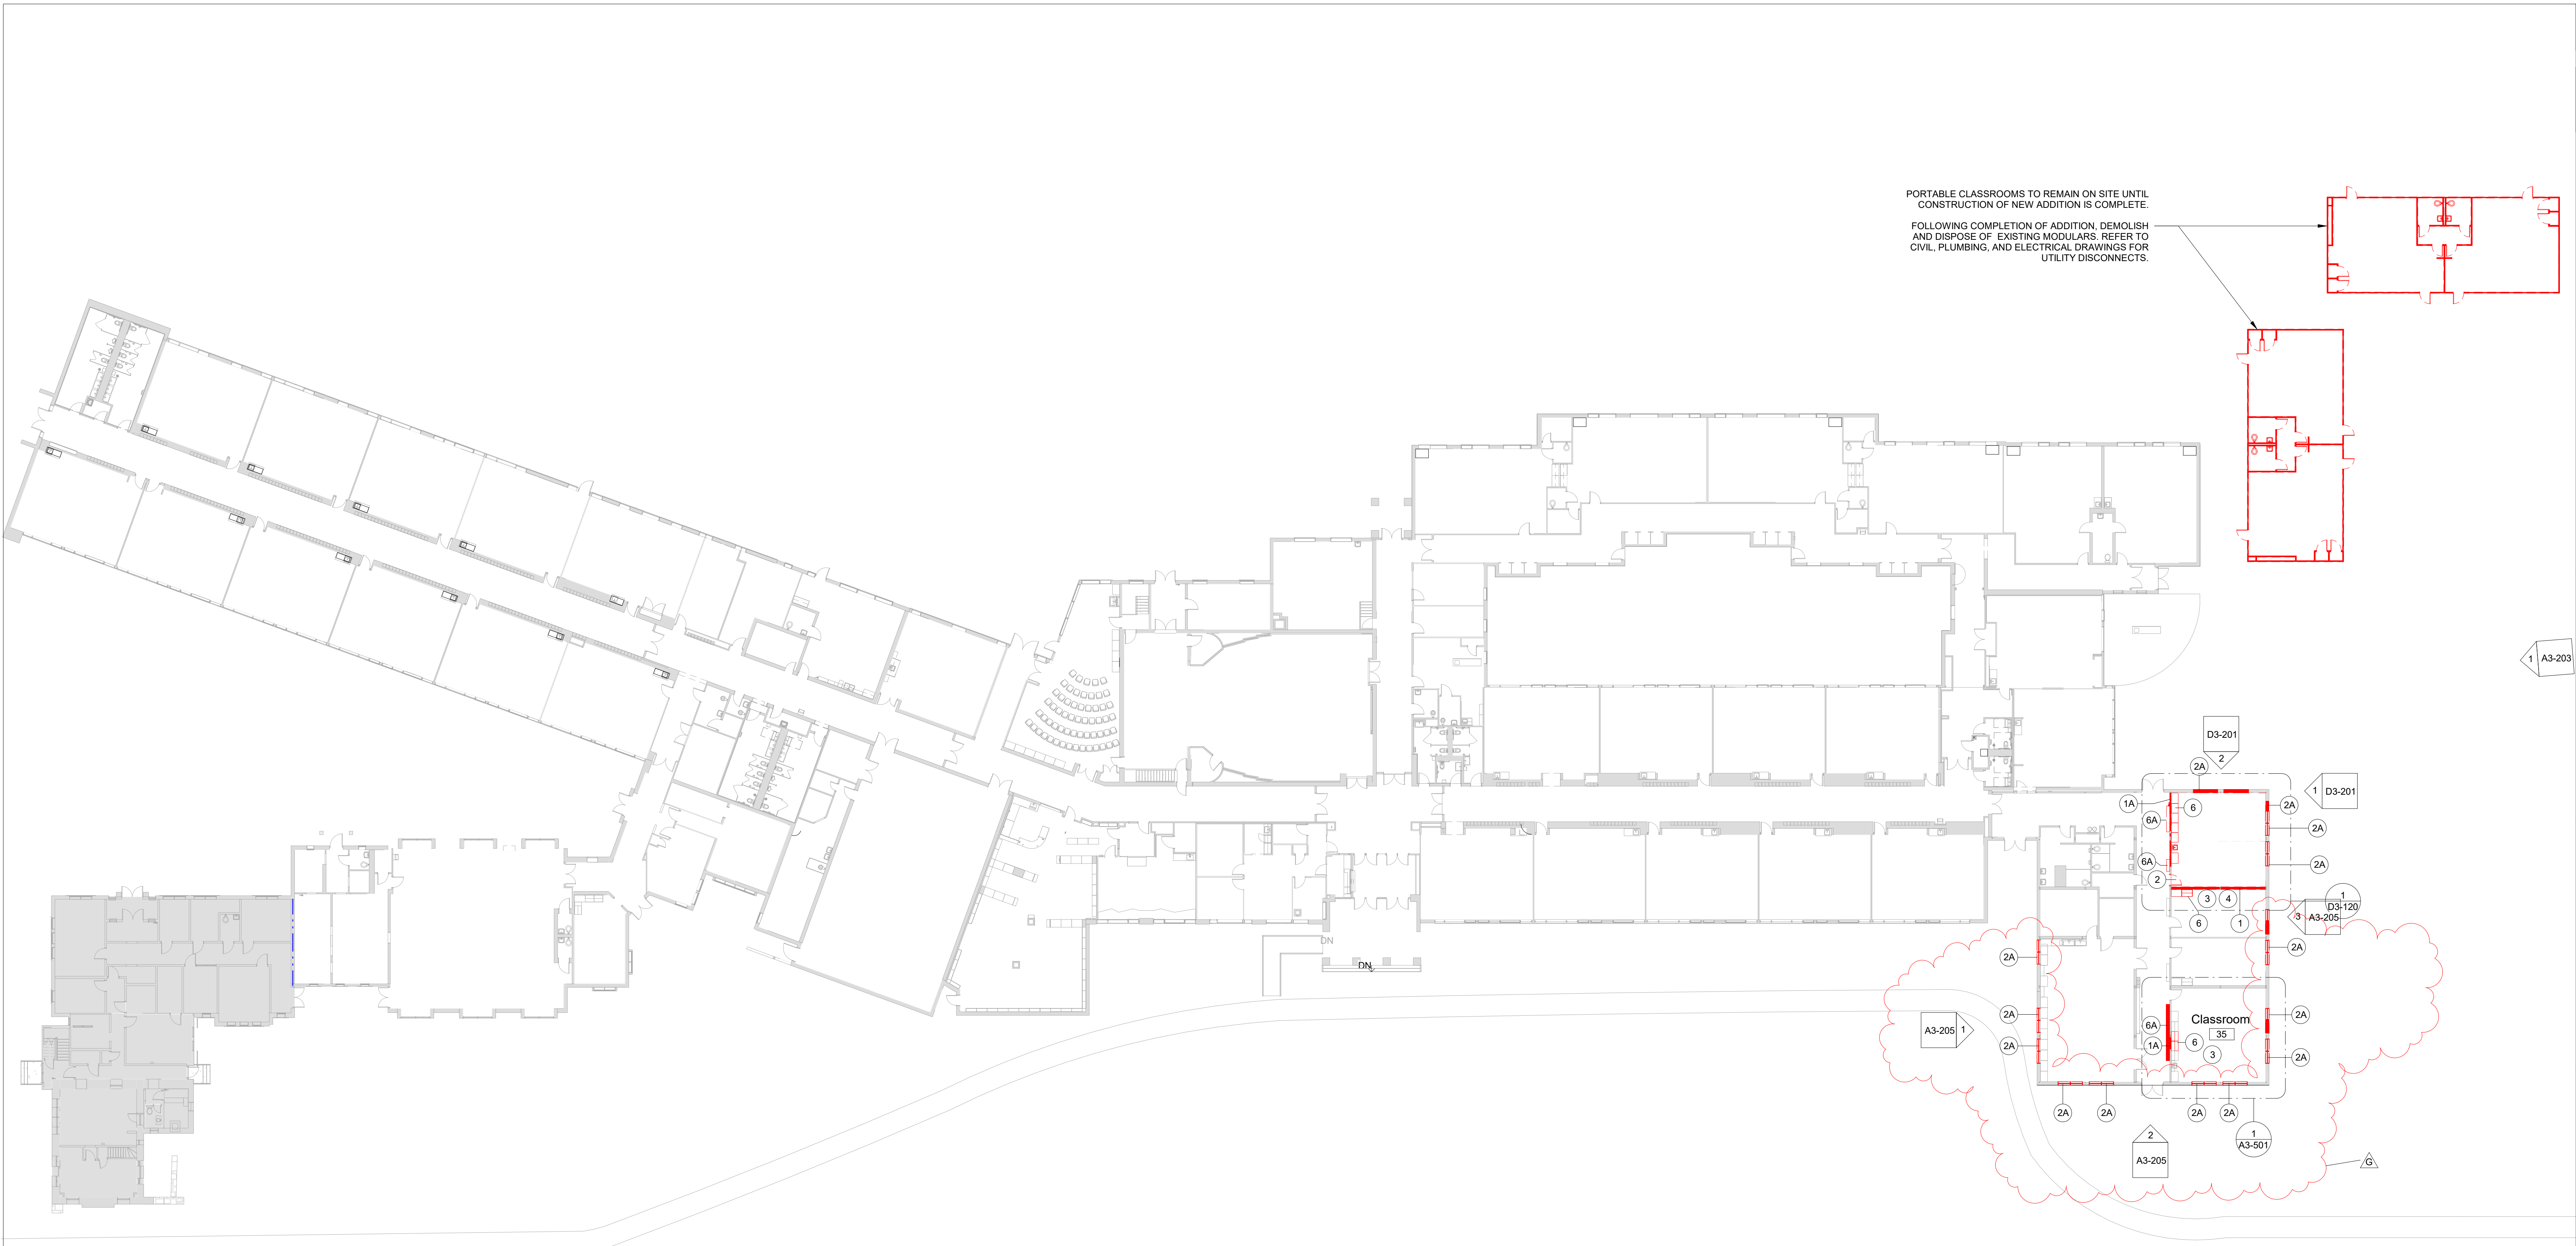 PORTABLE CLASSROOMS TO REMAIN ON SITE UNTIL
CONSTRUCTION OF NEW ADDITION IS COMPLETE.
FOLLOWING COMPLETION OF ADDITION, DEMOLISH
AND DISPOSE OF EXISTING MODULARS. REFER TO
CIVIL, PLUMBING, AND ELECTRICAL DRAWINGS FOR
UTILITY DISCONNECTS.
1 A3-203
D3-201
2
2A
1 D3-201
1A
6
2A
6A
2A
6A
2A
2
3
4
1
D3-120
6
1
3 A3-205
DN
DN
2A
2A
2A
2A
Classroom
35
6A
A3-205 1
2A
1A
6
3
2A
2A
2A
2A
2A
1
A3-501
2
A3-205
G